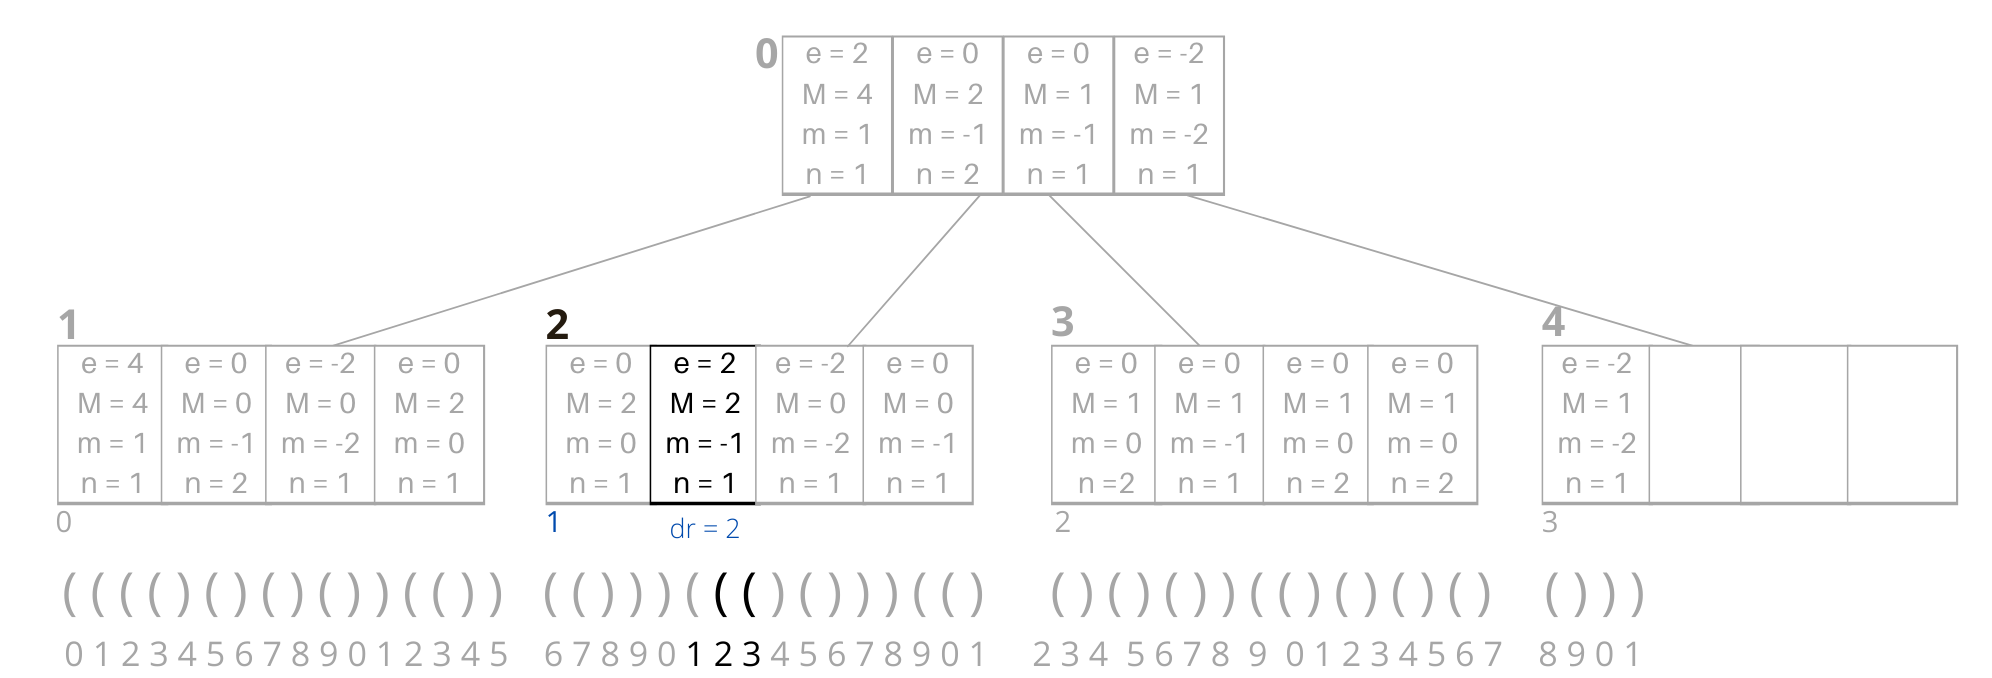 0
e = 2 e = 0 e = 0 e = -2
M = 4 M = 2 M = 1 M = 1
m = 1 m = -1 m = -1 m = -2
n = 1 n = 2 n = 1 n = 1
1 2 3 4
e = 4 e = 0 e = -2 e = 0 e = 0 e = 2 e = -2 e = 0 e = 0 e = 0 e = 0 e = 0 e = -2
M = 4 M = 0 M = 0 M = 2 M = 2 M = 2 M = 0 M = 0 M = 1 M = 1 M = 1 M = 1 M = 1
m = 1 m = -1 m = -2 m = 0 m = 0 m = -1 m = -2 m = -1 m = 0 m = -1 m = 0 m = 0 m = -2
n = 1 n = 2 n = 1 n = 1 n = 1 n = 1 n = 1 n = 1 n =2 n = 1 n = 2 n = 2 n = 1
0 1 dr = 2 2 3
( ( ( ( ) ( ) ( ) ( ) ) ( ( ) ) ( ( ) ) ) ( ( ( ) ( ) ) ) ( ( ) ( ) ( ) ( ) ) ( ( ) ( ) ( ) ( ) ( ) ) )
0 1 2 3 4 5 6 7 8 9 0 1 2 3 4 5 6 7 8 9 0 1 2 3 4 5 6 7 8 9 0 1 2 3 4 5 6 7 8 9 0 1 2 3 4 5 6 7 8 9 0 1